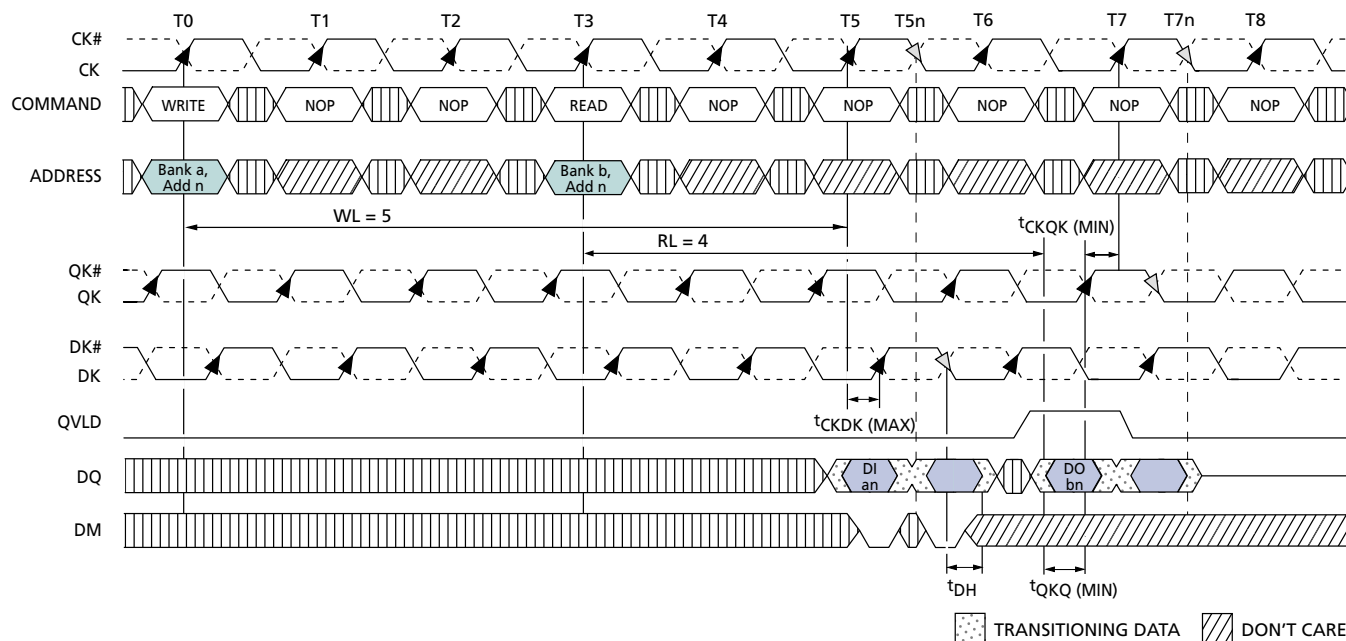 T0 T1 T2 T3 T4 T5 T5n T6 T7 T7n T8
CK#
CK
COMMAND WRITE NOP NOP READ NOP NOP NOP NOP NOP
ADDRESS Bank a, Add n Bank b, Add n
WL = 5
RL = 4
tCKQK (MIN)
QK#
QK
DK#
DK
tCKDK (MAX)
QVLD
DQ DI an DO bn
DM
tDH tQKQ (MIN)
TRANSITIONING DATA DON'T CARE